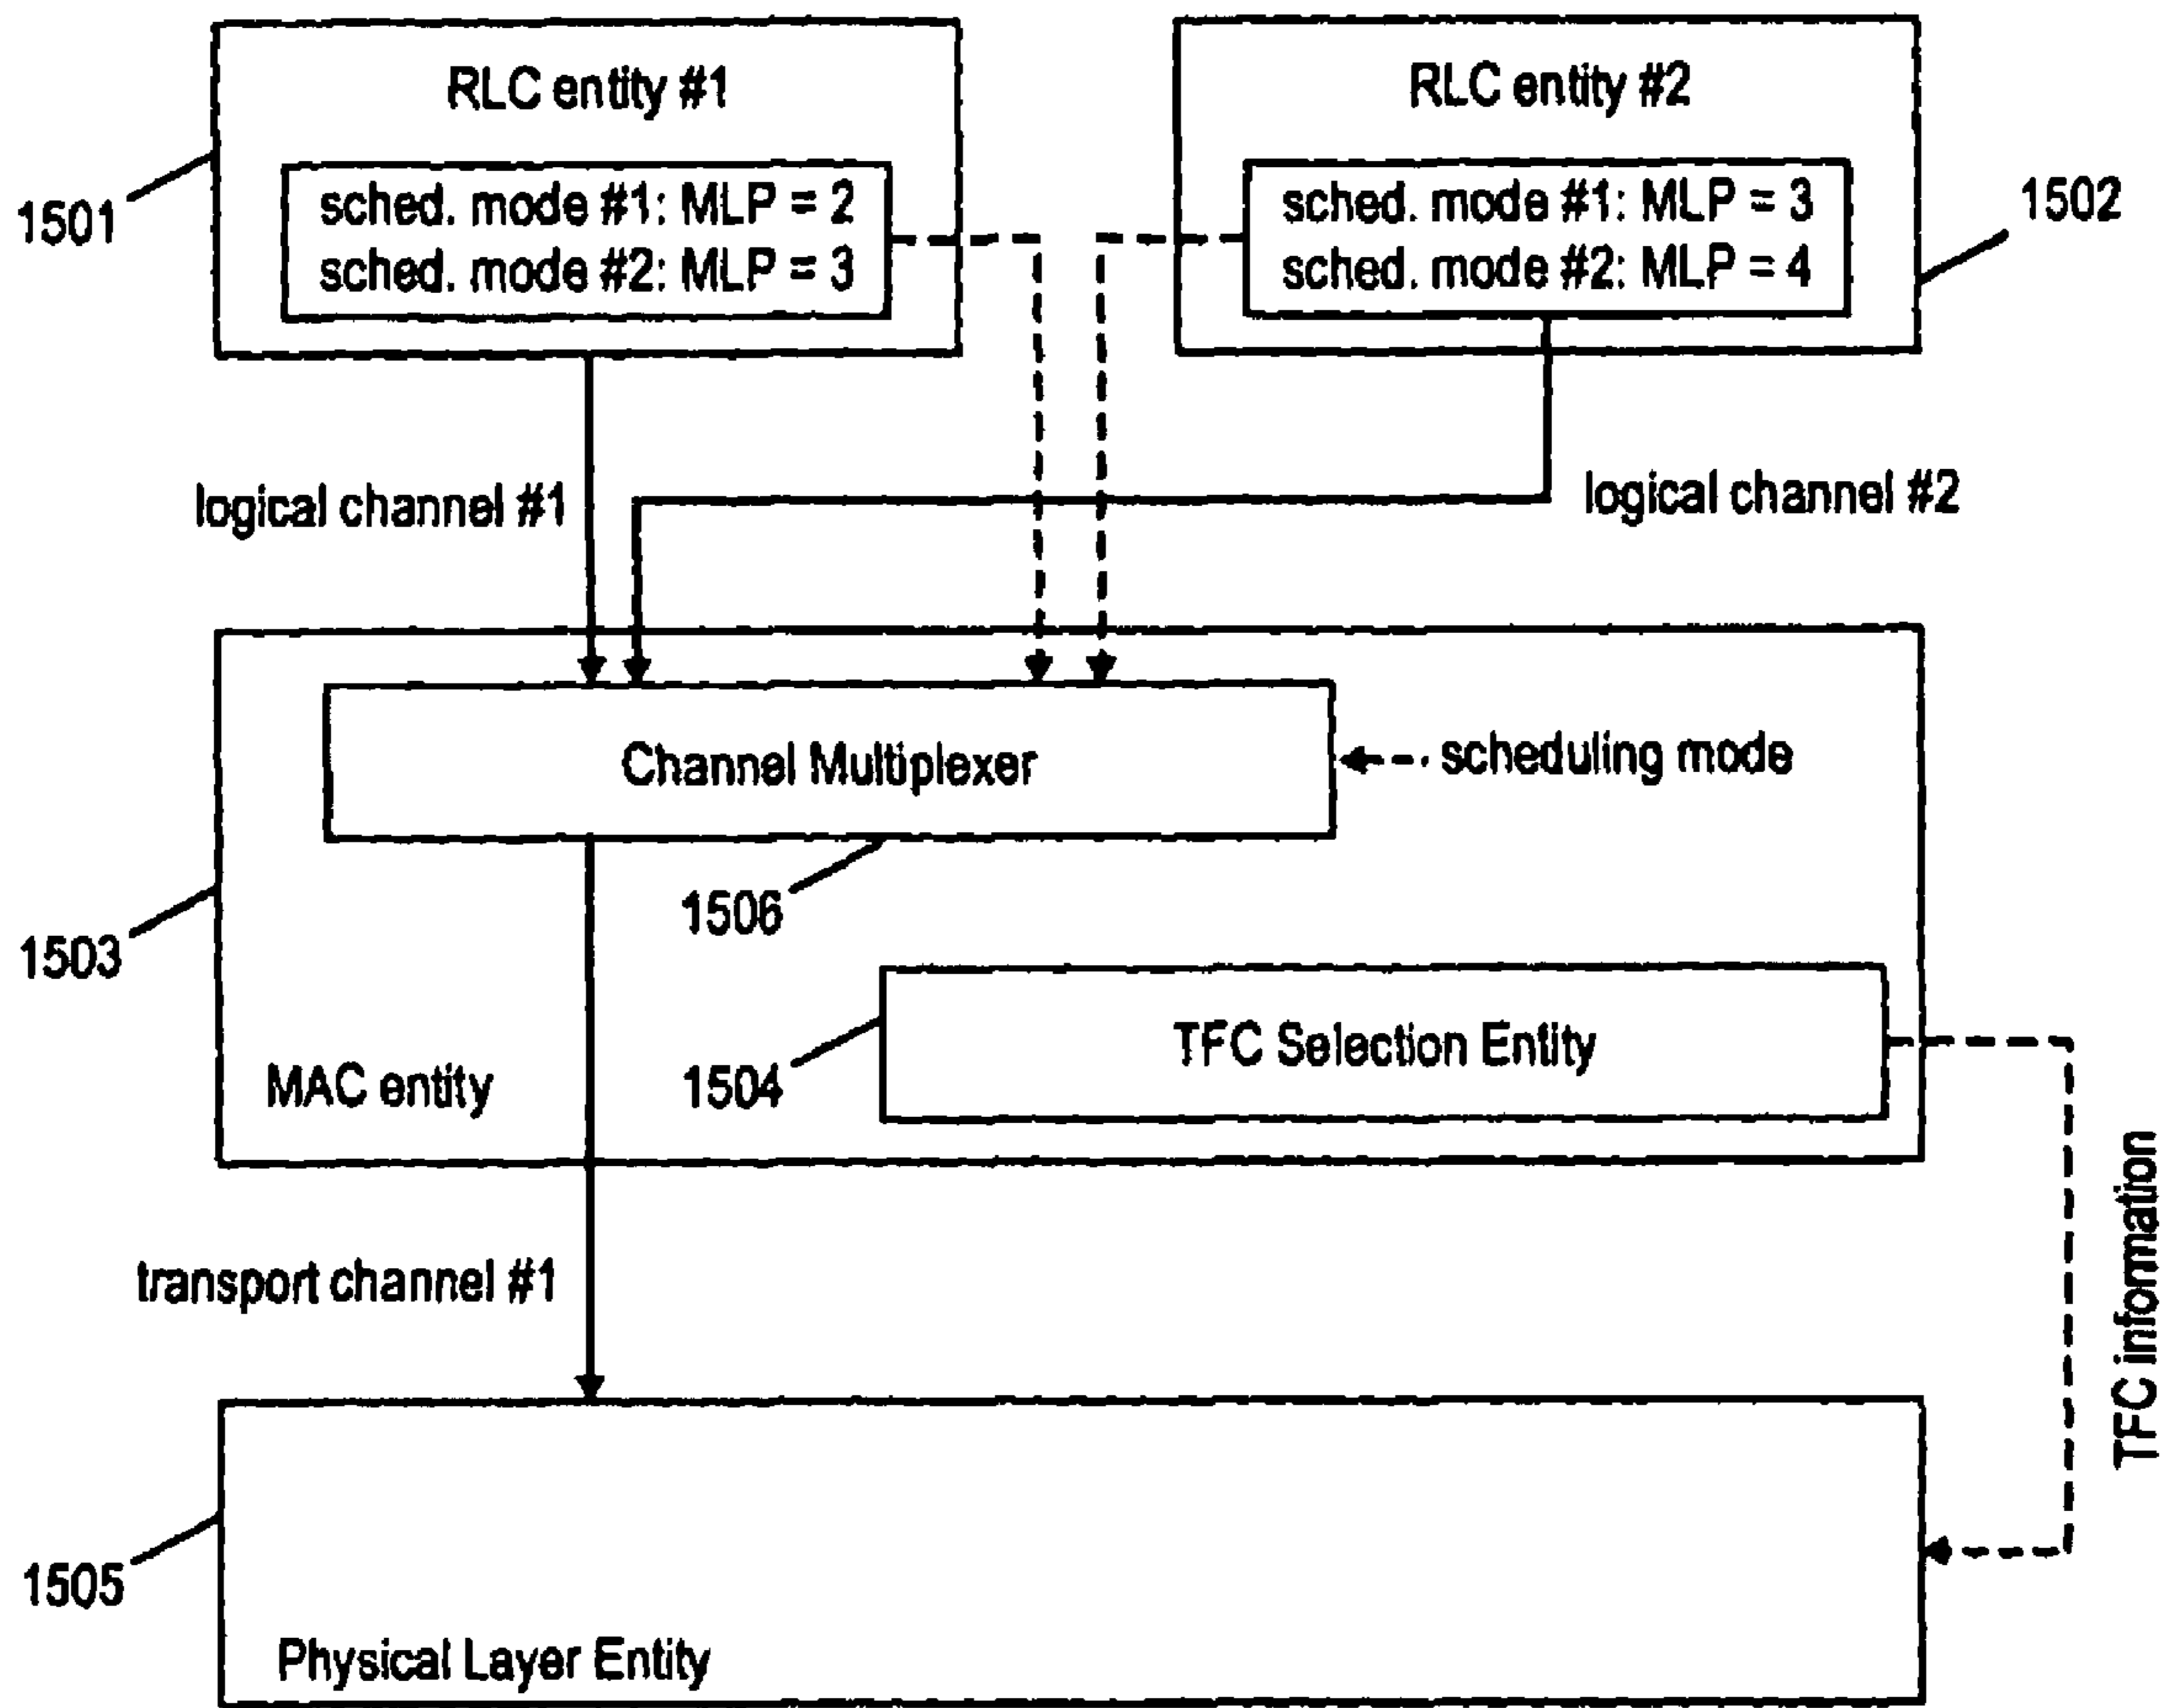 RLC entity #1
RLC entity #2
sched. mode #1: MLP = 2
sched. mode #2: MLP = 3
sched. mode #1: MLP = 3
sched. mode #2: MLP = 4
1501
1502
logical channel #1
logical channel #2
Channel Multiplexer
scheduling mode
1506
1503
TFC Selection Entity
1504
MAC entity
TFC information
transport channel #1
1505
Physical Layer Entity